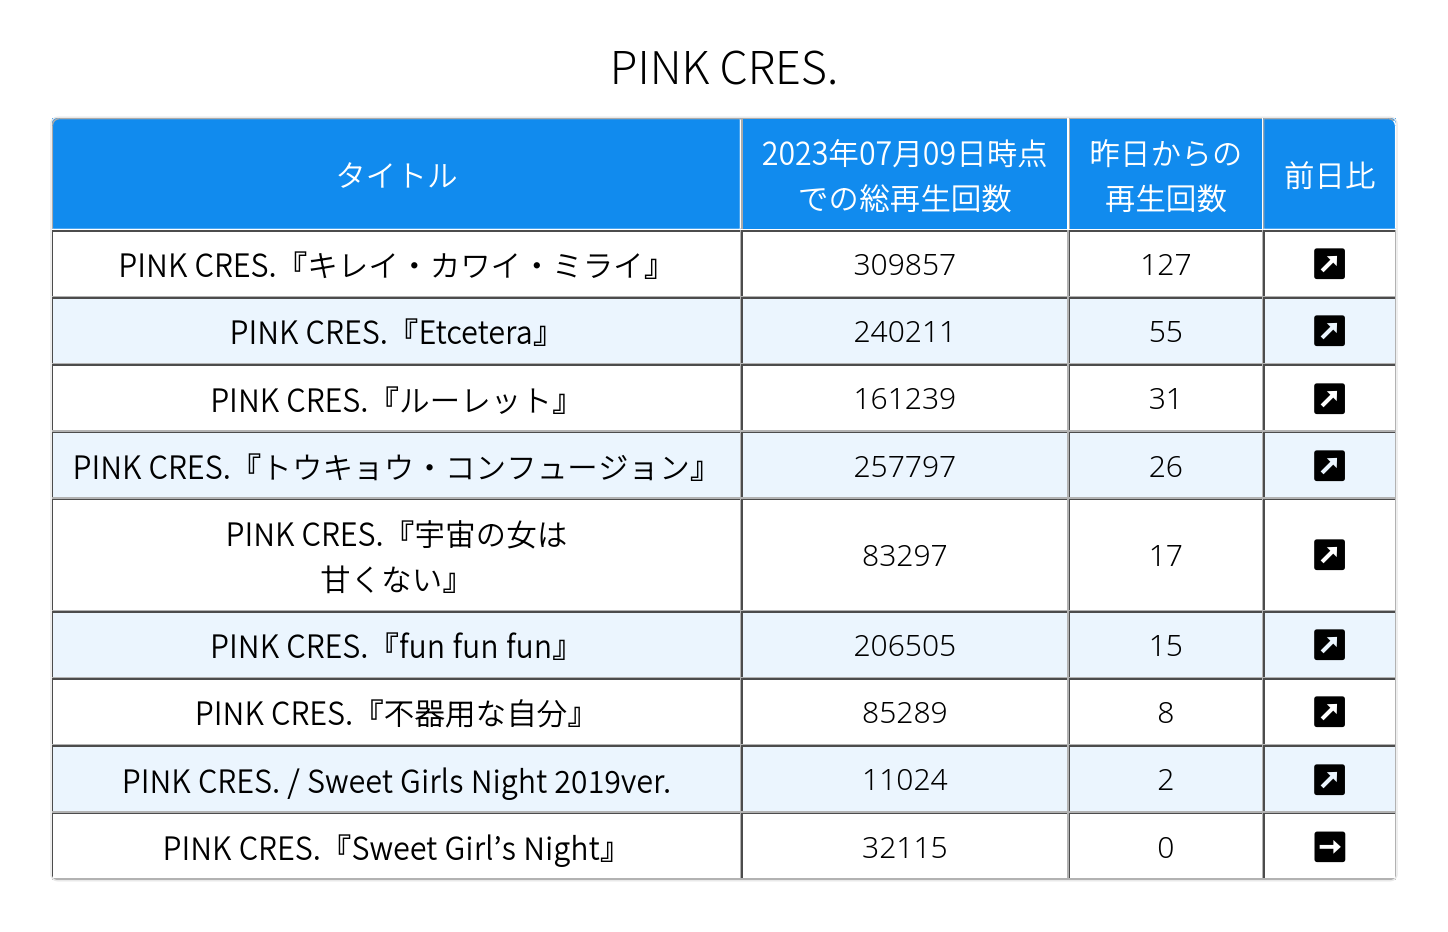 PINK CRES.
タイトル
2023年07月09日時点
での総再生回数
昨日からの
再生回数
前日比
PINK CRES.『キレイ・カワイ・ミライ』 309857 127
PINK CRES.『Etcetera』 240211 55
PINK CRES.『ルーレット』 161239 31
PINK CRES.『トウキョウ・コンフュージョン』 257797 26
PINK CRES.『宇宙の女は
甘くない』 83297 17
PINK CRES.『fun fun fun』 206505 15
PINK CRES.『不器用な自分』 85289 8
PINK CRES. / Sweet Girls Night 2019ver. 11024 2
PINK CRES.『Sweet Girl’s Night』 32115 0